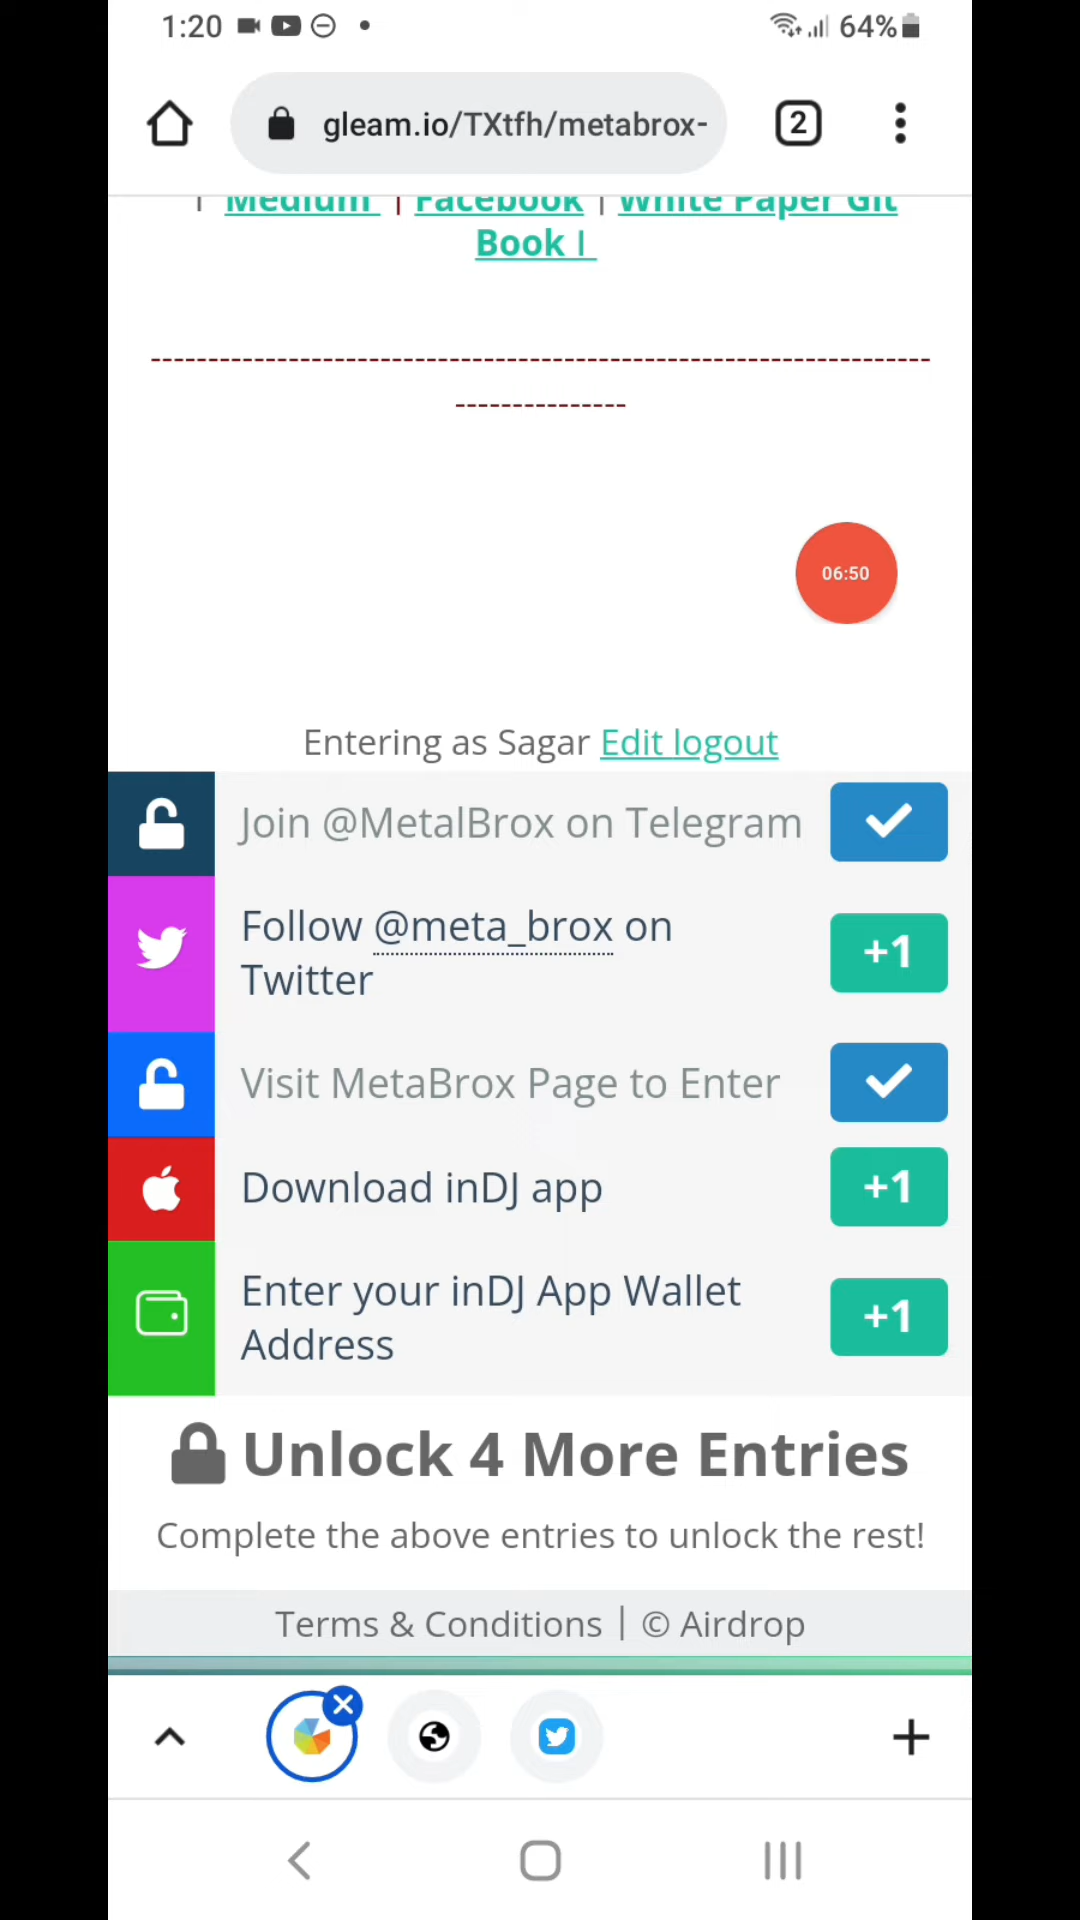 1:20 64%
gleam.io/TXtfh/metabrox-
2
| Medium | Facebook | White Paper Git
Book |
-----------------------------------------------------------------------
---------------
06:50
Entering as Sagar Edit logout
Join @MetalBrox on Telegram
Follow @meta_brox on
Twitter
+1
Visit MetaBrox Page to Enter
Download inDJ app
+1
Enter your inDJ App Wallet
Address
+1
Unlock 4 More Entries
Complete the above entries to unlock the rest!
Terms & Conditions | © Airdrop